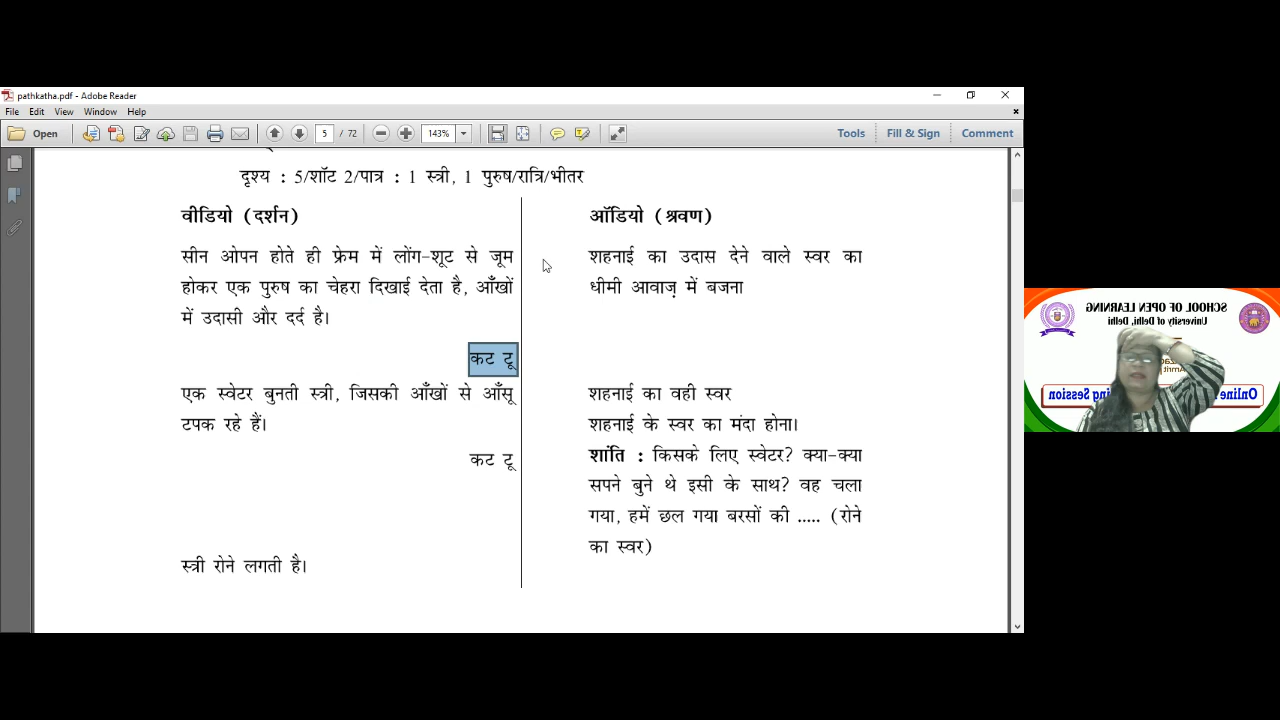 pathkatha.pdf - Adobe Reader
File Edit View Window Help
Open 5 / 72 143% Tools Fill & Sign Comment
दृश्य : 5/शॉट 2/पात्र : 1 स्त्री, 1 पुरुष/रात्रि/भीतर
वीडियो (दर्शन)
सीन ओपन होते ही फ्रेम में लोंग-शूट से जूम
होकर एक पुरुष का चेहरा दिखाई देता है, आँखों
में उदासी और दर्द है।
कट टू
एक स्वेटर बुनती स्त्री, जिसकी आँखों से आँसू
टपक रहे हैं।
कट टू
स्त्री रोने लगती है।
ऑडियो (श्रवण)
शहनाई का उदास देने वाले स्वर का
धीमी आवाज़ में बजना
शहनाई का वही स्वर
शहनाई के स्वर का मंदा होना।
शांति : किसके लिए स्वेटर? क्या-क्या
सपने बुने थे इसी के साथ? वह चला
गया, हमें छल गया बरसों की ..... (रोने
का स्वर)
SCHOOL OF OPEN LEARNING
University of Delhi, Delhi
Amrit
Online
Session